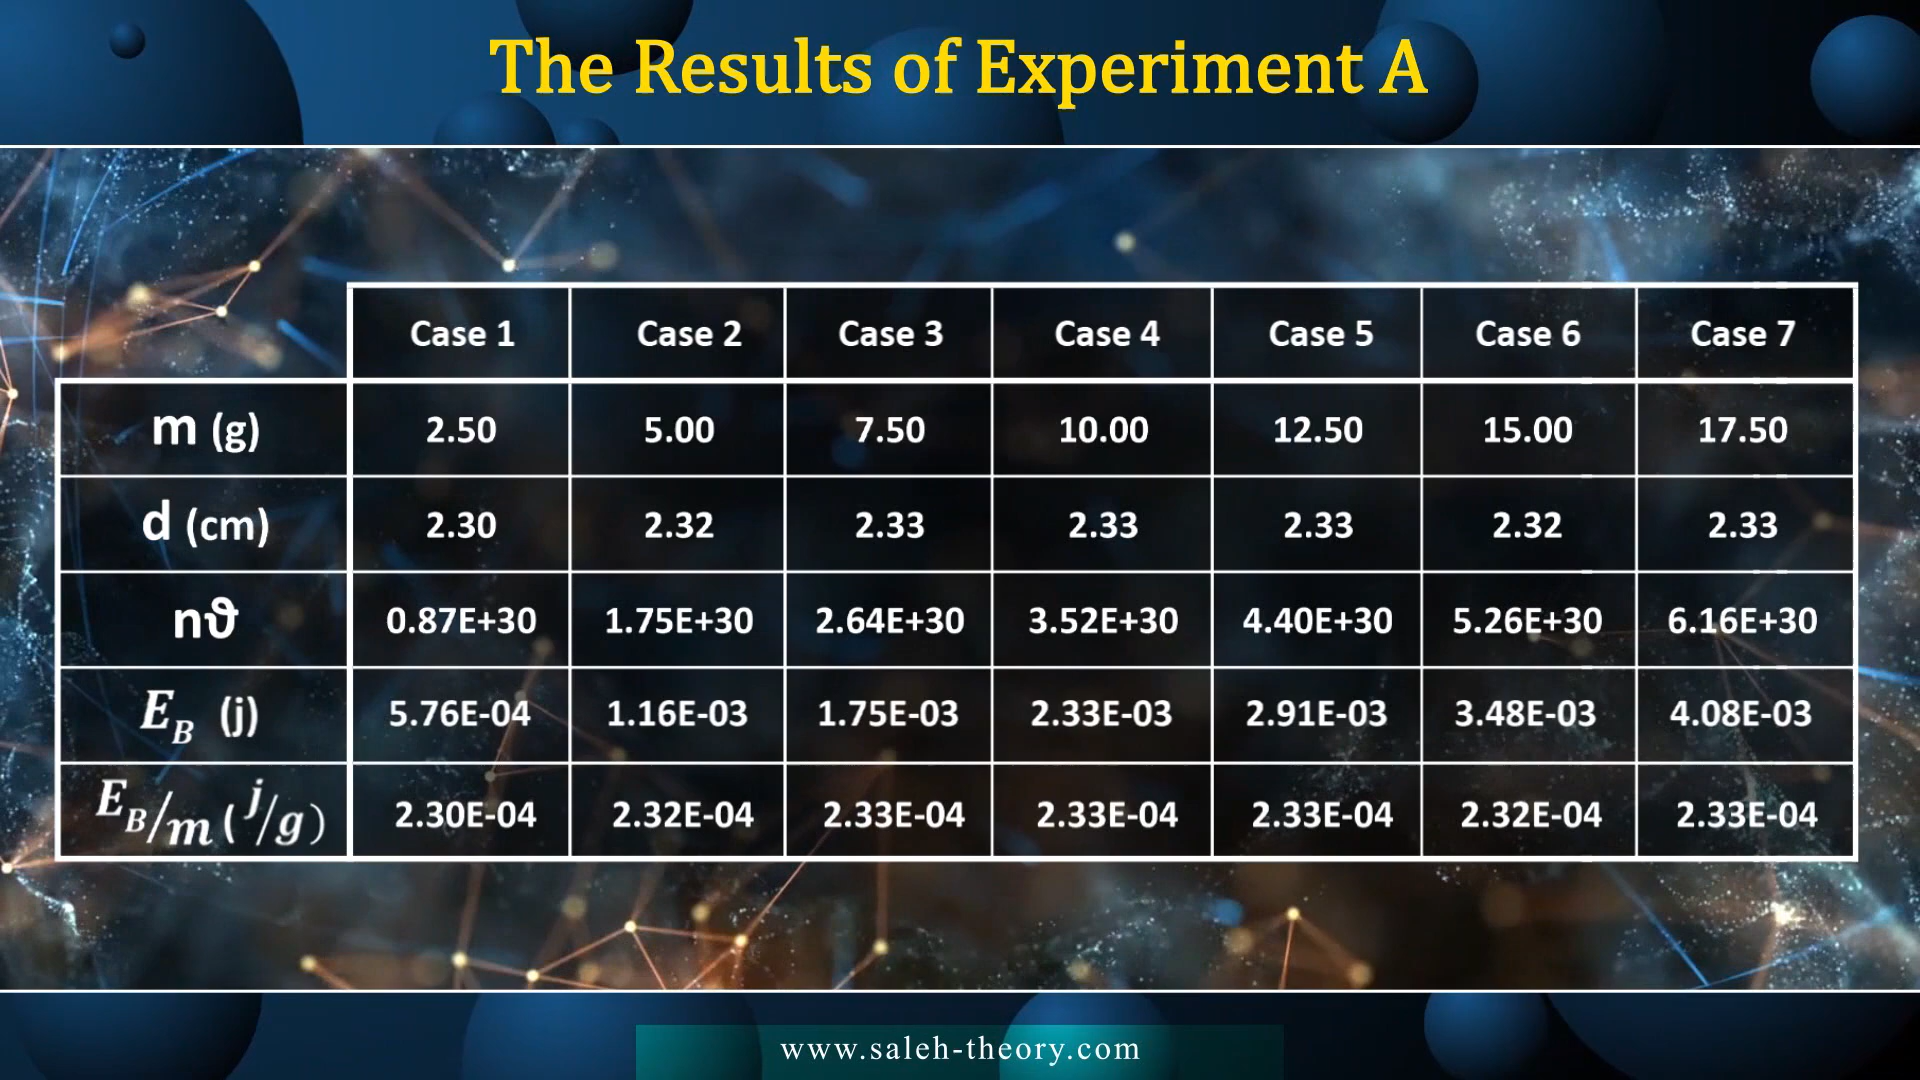 The Results of Experiment A
Case 1 Case 2 Case 3 Case 4 Case 5 Case 6 Case 7
m (g) 2.50 5.00 7.50 10.00 12.50 15.00 17.50
d (cm) 2.30 2.32 2.33 2.33 2.33 2.32 2.33
nϑ 0.87E+30 1.75E+30 2.64E+30 3.52E+30 4.40E+30 5.26E+30 6.16E+30
E_B (j) 5.76E-04 1.16E-03 1.75E-03 2.33E-03 2.91E-03 3.48E-03 4.08E-03
E_B/m (j/g) 2.30E-04 2.32E-04 2.33E-04 2.33E-04 2.33E-04 2.32E-04 2.33E-04
www.saleh-theory.com